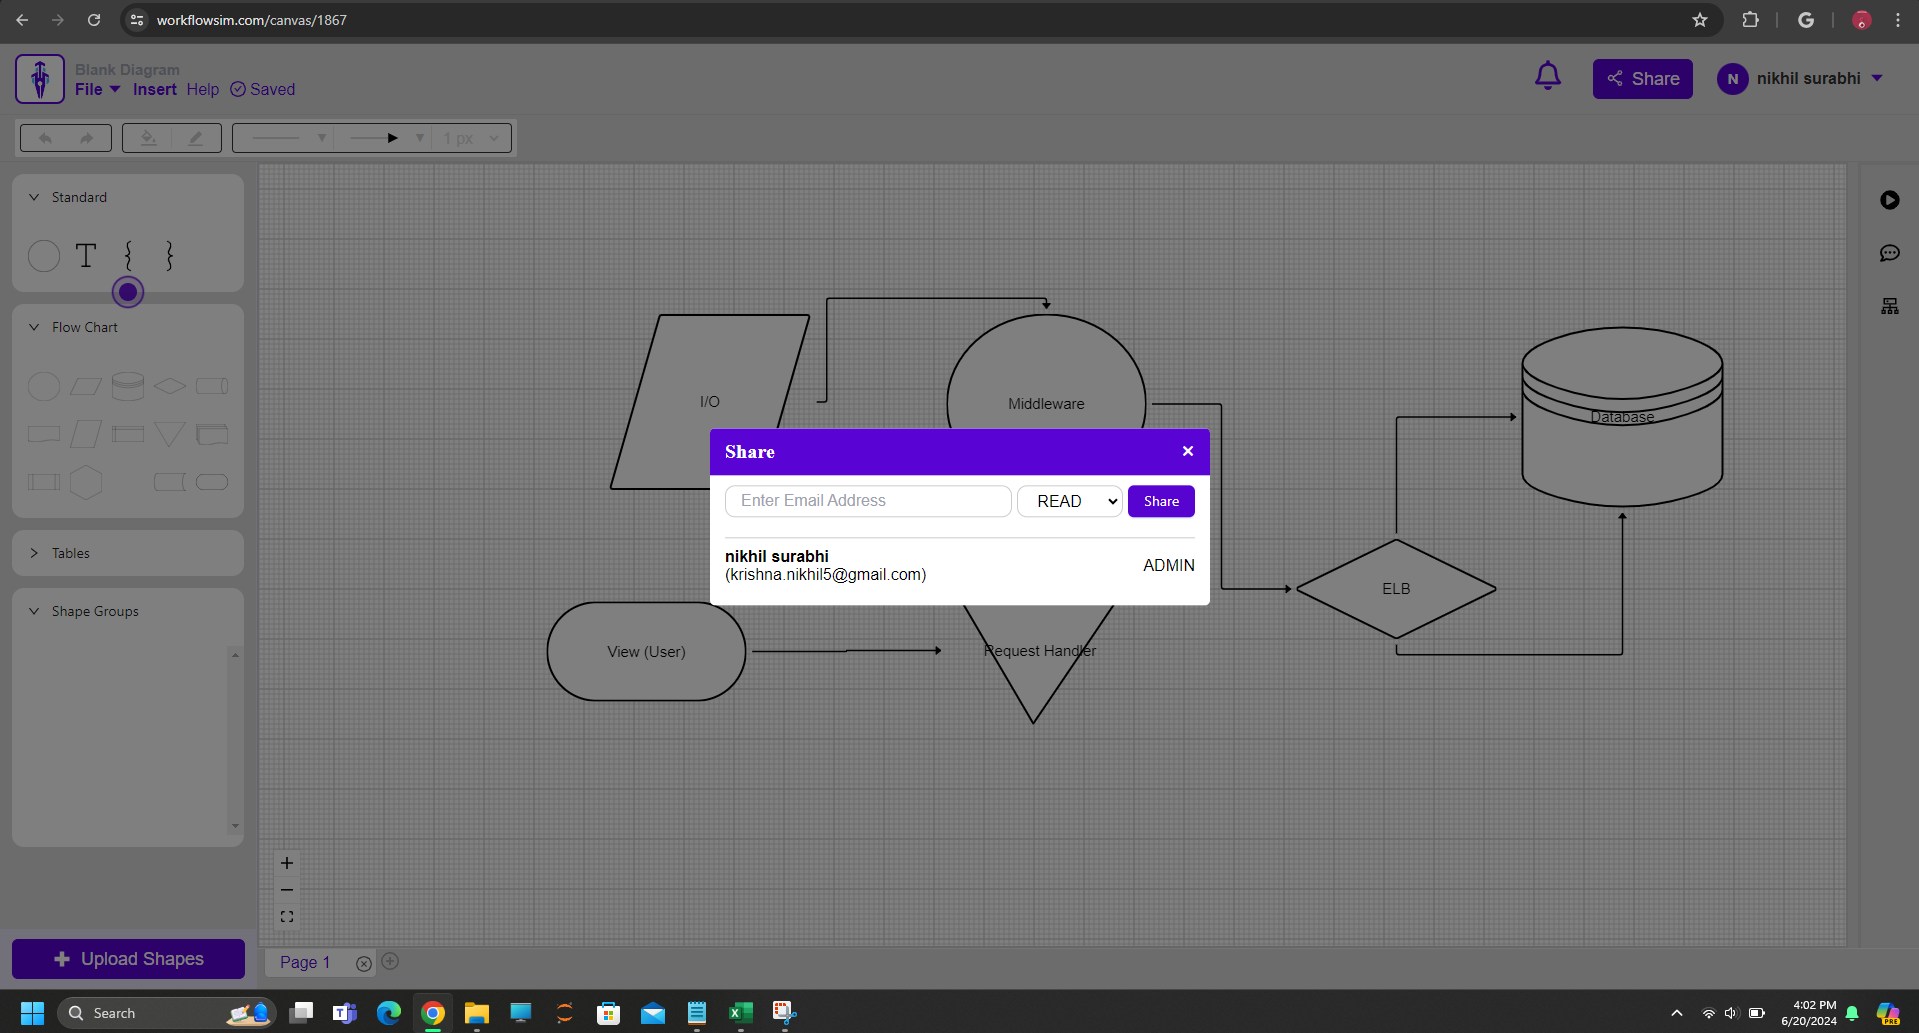 workflowsim.com/canvas/1867
Blank Diagram
File Insert Help Saved
Share
N nikhil surabhi
1 px
Standard
T { }
Flow Chart
Tables
Shape Groups
Upload Shapes
I/O
Middleware
Database
Share
Enter Email Address READ Share
nikhil surabhi
(krishna.nikhil5@gmail.com) ADMIN
ELB
View (User)
Request Handler
Page 1
Search
4:02 PM
6/20/2024
PRE